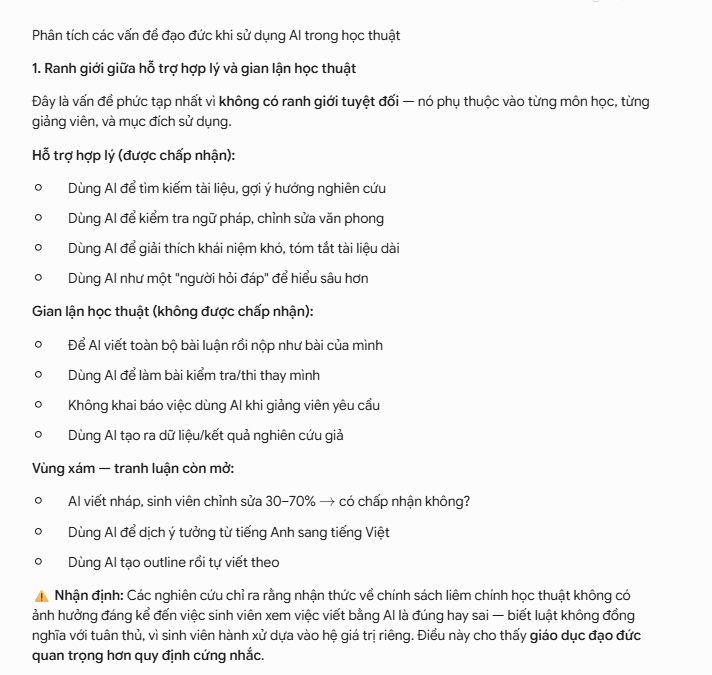 Phân tích các vấn đề đạo đức khi sử dụng AI trong học thuật
1. Ranh giới giữa hỗ trợ hợp lý và gian lận học thuật
Đây là vấn đề phức tạp nhất vì không có ranh giới tuyệt đối — nó phụ thuộc vào từng môn học, từng
giảng viên, và mục đích sử dụng.
Hỗ trợ hợp lý (được chấp nhận):
○ Dùng AI để tìm kiếm tài liệu, gợi ý hướng nghiên cứu
○ Dùng AI để kiểm tra ngữ pháp, chỉnh sửa văn phong
○ Dùng AI để giải thích khái niệm khó, tóm tắt tài liệu dài
○ Dùng AI như một "người hỏi đáp" để hiểu sâu hơn
Gian lận học thuật (không được chấp nhận):
○ Để AI viết toàn bộ bài luận rồi nộp như bài của mình
○ Dùng AI để làm bài kiểm tra/thi thay mình
○ Không khai báo việc dùng AI khi giảng viên yêu cầu
○ Dùng AI tạo ra dữ liệu/kết quả nghiên cứu giả
Vùng xám — tranh luận còn mở:
○ AI viết nháp, sinh viên chỉnh sửa 30–70% → có chấp nhận không?
○ Dùng AI để dịch ý tưởng từ tiếng Anh sang tiếng Việt
○ Dùng AI tạo outline rồi tự viết theo
⚠️ Nhận định: Các nghiên cứu chỉ ra rằng nhận thức về chính sách liêm chính học thuật không có
ảnh hưởng đáng kể đến việc sinh viên xem việc viết bằng AI là đúng hay sai — biết luật không đồng
nghĩa với tuân thủ, vì sinh viên hành xử dựa vào hệ giá trị riêng. Điều này cho thấy giáo dục đạo đức
quan trọng hơn quy định cứng nhắc.